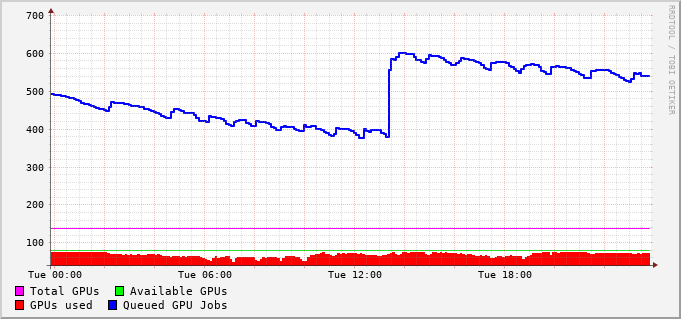 700
600
500
400
300
200
100
Tue 00:00 Tue 06:00 Tue 12:00 Tue 18:00
Total GPUs Available GPUs
GPUs used Queued GPU Jobs
RRDTOOL / TOBI OETIKER